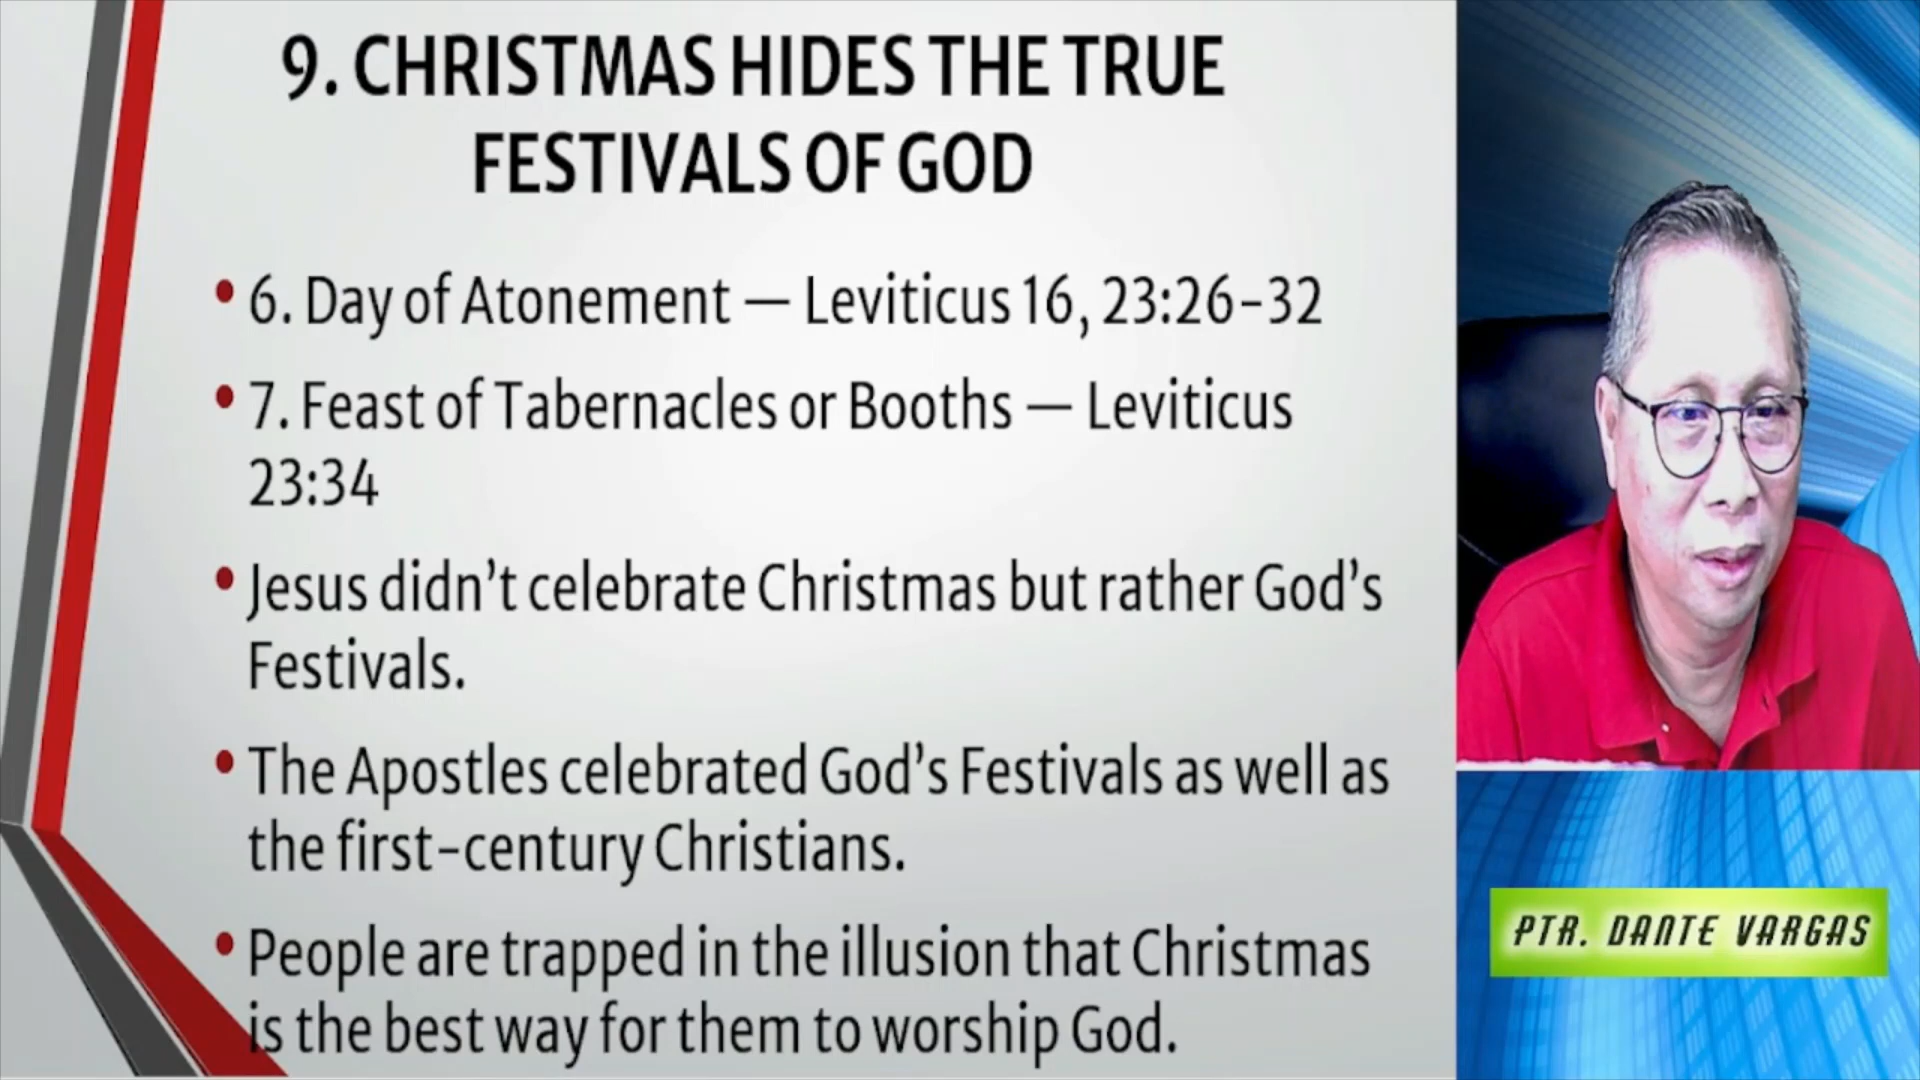 9. CHRISTMAS HIDES THE TRUE
FESTIVALS OF GOD
• 6. Day of Atonement — Leviticus 16, 23:26-32
• 7. Feast of Tabernacles or Booths — Leviticus
23:34
• Jesus didn’t celebrate Christmas but rather God’s
Festivals.
• The Apostles celebrated God’s Festivals as well as
the first-century Christians.
• People are trapped in the illusion that Christmas
is the best way for them to worship God.
PTR. DANTE VARGAS